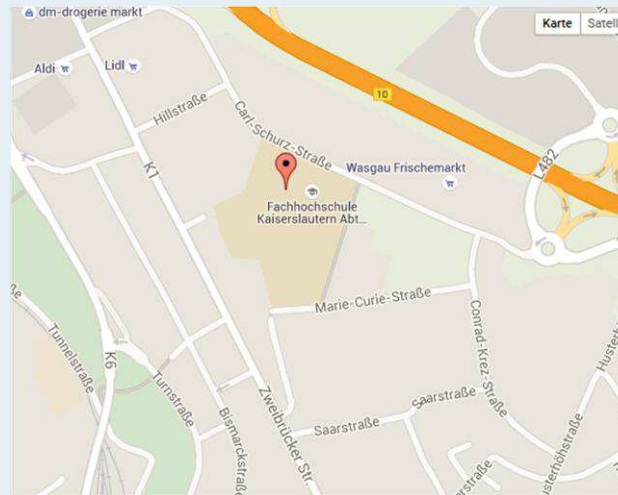 dm-drogerie markt
Karte
Satell
Aldi
Lidl
10
Hillstraße
Carl-Schurz-Straße
K1
Wasgau Frischemarkt
L482
Fachhochschule
Kaiserslautern Abt...
Marie-Curie-Straße
Conrad-Krez-Straße
Tunnelstraße
K6
Turnstraße
Zweibrücker Str.
Bismarckstraße
Saarstraße
Saarstraße
Husterhöhstraße